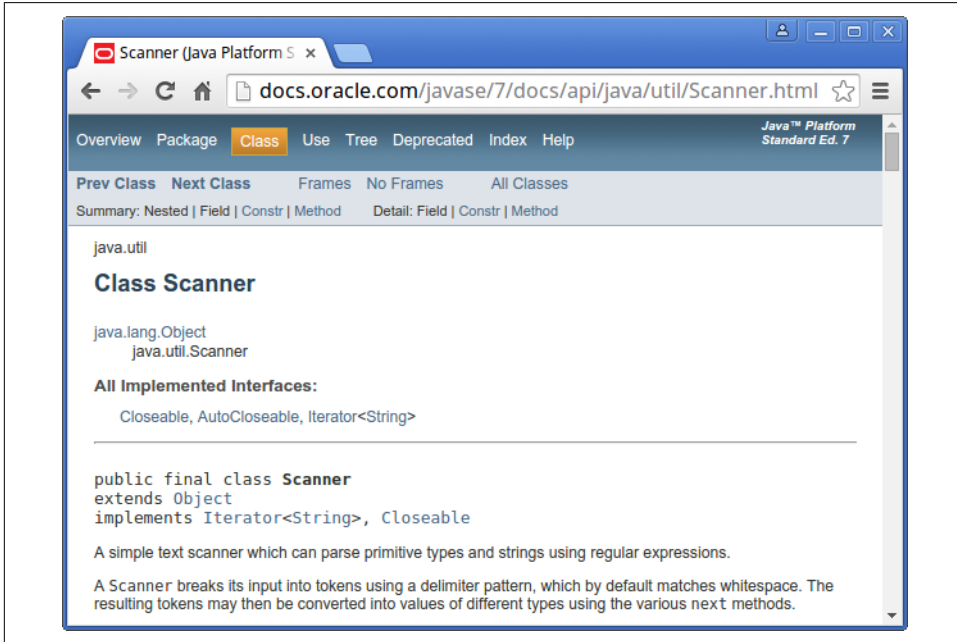 Scanner (Java Platform S
docs.oracle.com/javase/7/docs/api/java/util/Scanner.html
Overview Package Class Use Tree Deprecated Index Help
Java™ Platform
Standard Ed. 7
Prev Class Next Class Frames No Frames All Classes
Summary: Nested | Field | Constr | Method Detail: Field | Constr | Method
java.util
Class Scanner
java.lang.Object
java.util.Scanner
All Implemented Interfaces:
Closeable, AutoCloseable, Iterator<String>
public final class Scanner
extends Object
implements Iterator<String>, Closeable
A simple text scanner which can parse primitive types and strings using regular expressions.
A Scanner breaks its input into tokens using a delimiter pattern, which by default matches whitespace. The
resulting tokens may then be converted into values of different types using the various next methods.